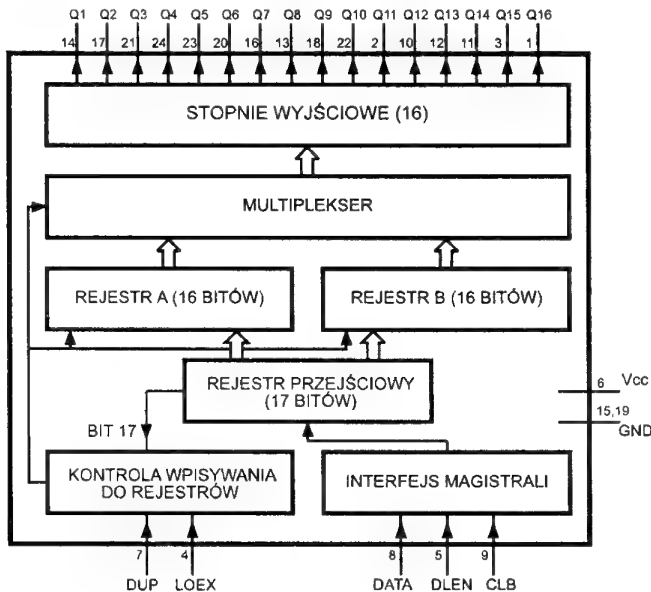 Q1 Q2 Q3 Q4 Q5 Q6 Q7 Q8 Q9 Q10 Q11 Q12 Q13 Q14 Q15 Q16
14 17 21 24 23 20 16 13 18 22 2 10 12 11 3 1
STOPNIE WYJŚCIOWE (16)
MULTIPLEKSER
REJESTR A (16 BITÓW)
REJESTR B (16 BITÓW)
REJESTR PRZEJŚCIOWY
(17 BITÓW)
6 Vcc
15,19
GND
BIT 17
KONTROLA WPISYWANIA
DO REJESTRÓW
INTERFEJS MAGISTRALI
7 4 8 5 9
DUP LOEX DATA DLEN CLB